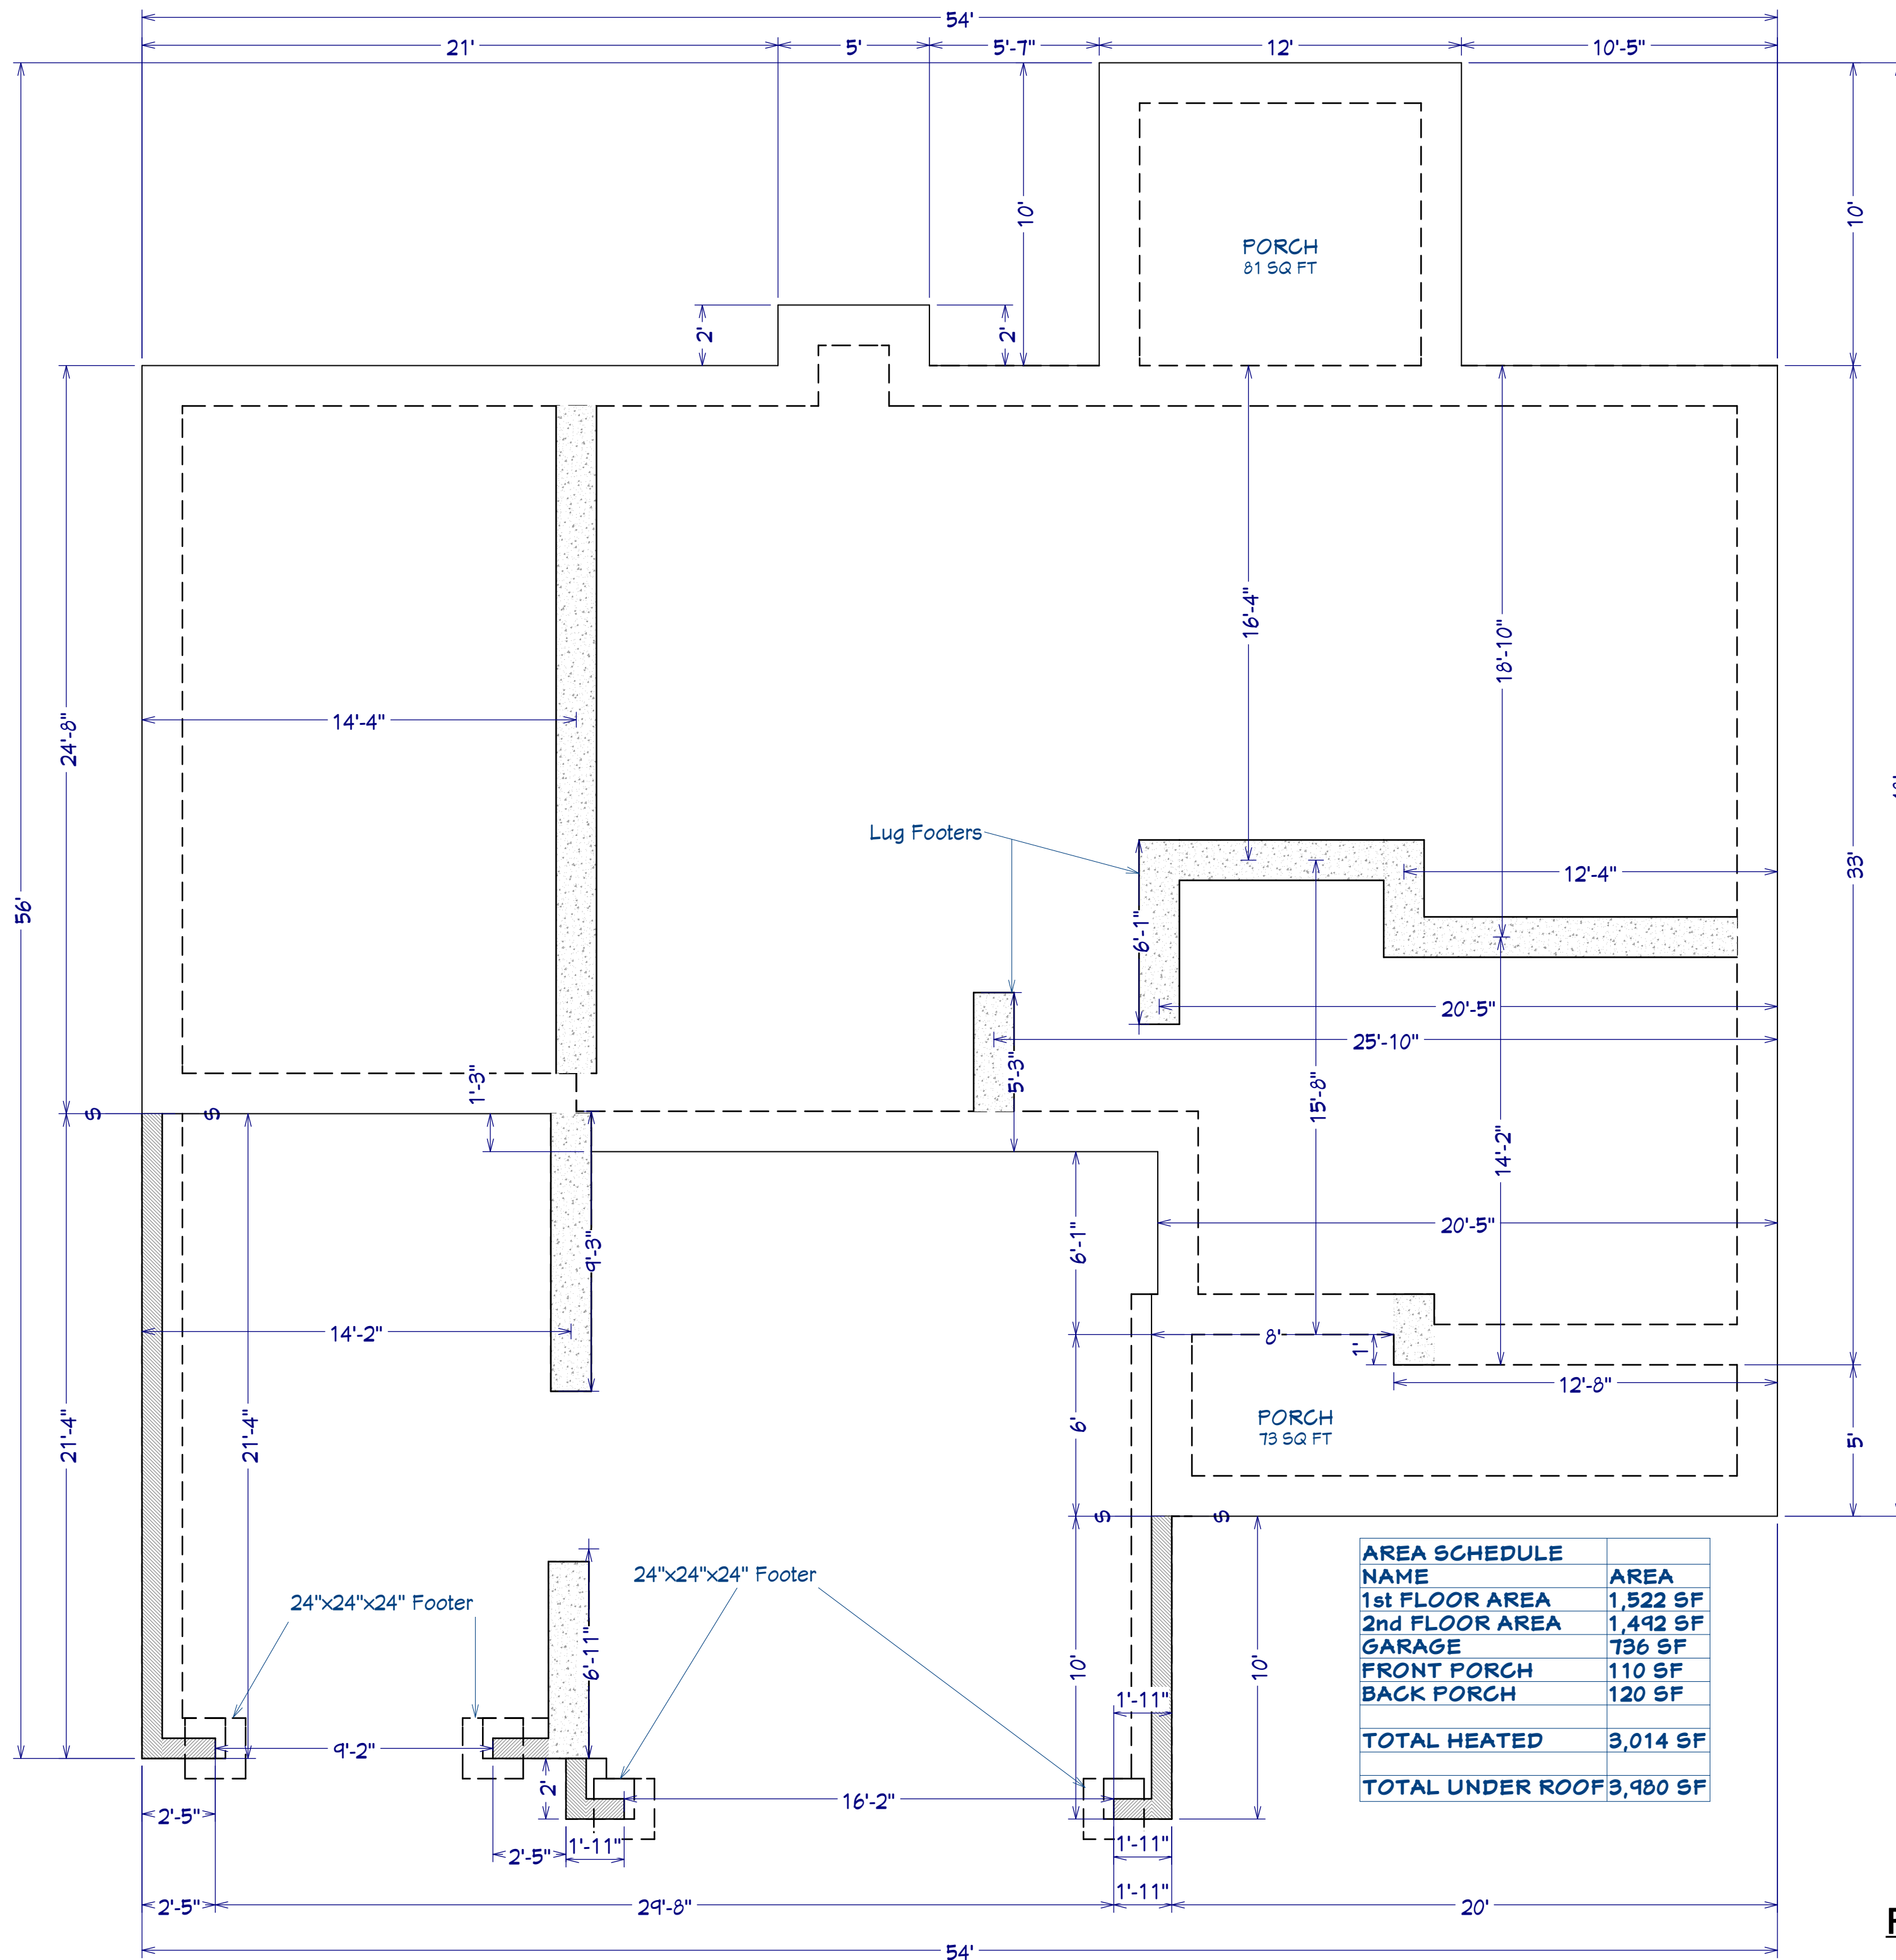 54'
21'
5'
5'-7"
12'
10'-5"
10'
10'
PORCH
81 SQ FT
2'
2'
16'-4"
18'-10"
14'-4"
24'-8"
Lug Footers
12'-4"
33'
56'
6'-1"
20'-5"
25'-10"
5'-3"
1'-3"
15'-8"
S
S
14'-2"
20'-5"
6'-1"
9'-3"
14'-2"
8'
1'
12'-8"
PORCH
73 SQ FT
6'
5'
21'-4"
21'-4"
S
S
24"x24"x24" Footer
24"x24"x24" Footer
AREA SCHEDULE
NAME AREA
1st FLOOR AREA 1,522 SF
2nd FLOOR AREA 1,492 SF
GARAGE 736 SF
FRONT PORCH 110 SF
BACK PORCH 120 SF
TOTAL HEATED 3,014 SF
TOTAL UNDER ROOF 3,980 SF
6'-11"
10'
10'
1'-11"
9'-2"
2'
16'-2"
2'-5"
2'-5"
1'-11"
1'-11"
2'-5"
29'-8"
1'-11"
20'
54'